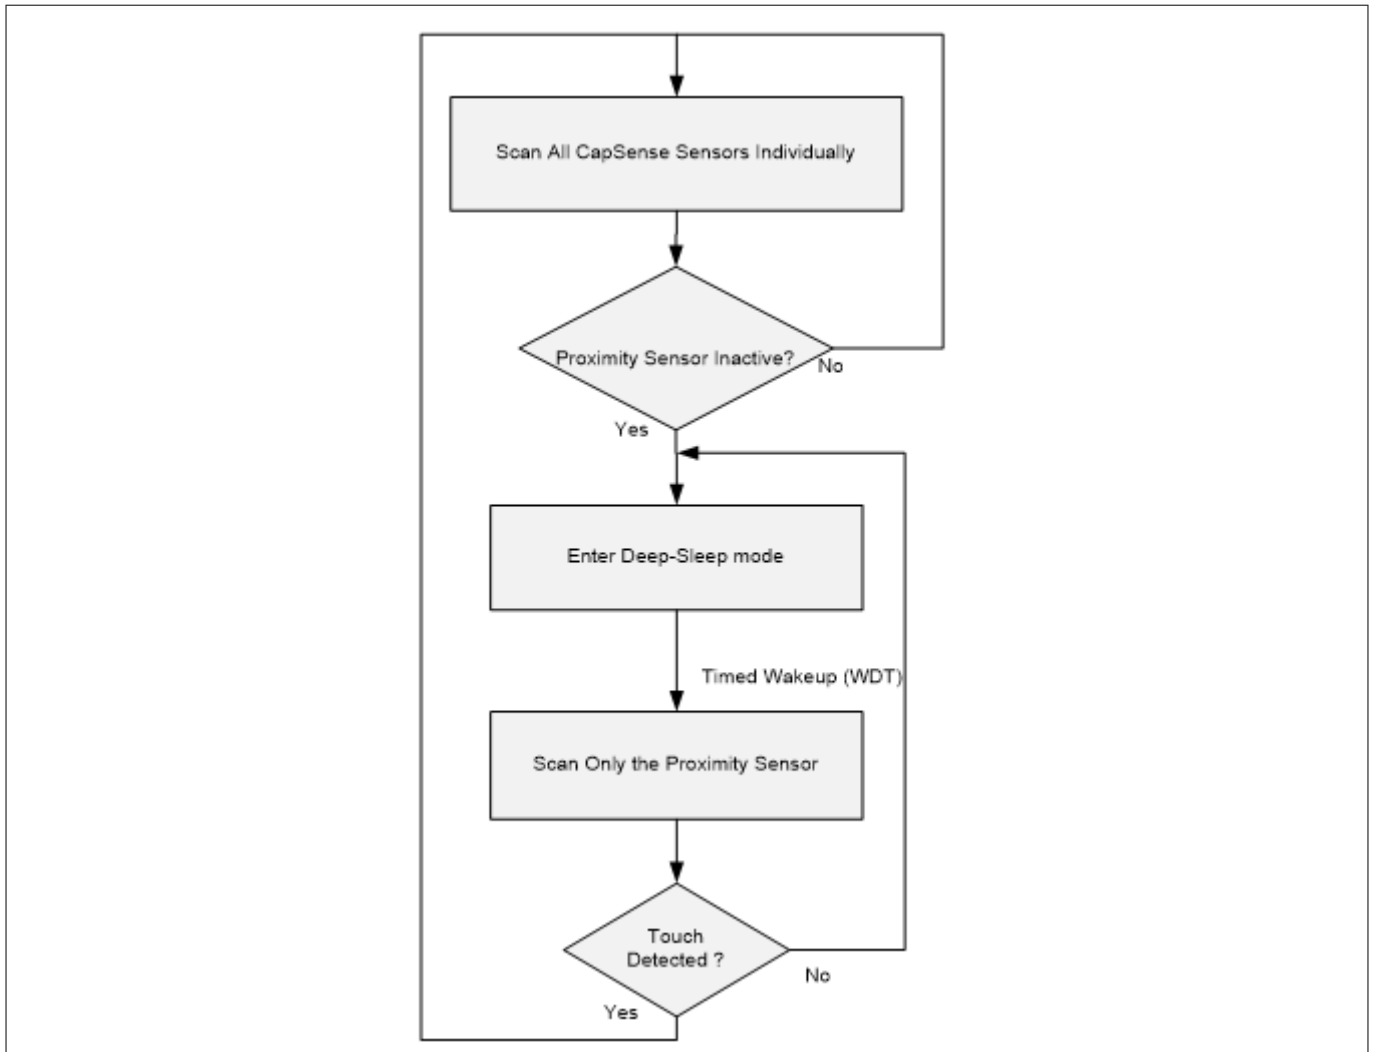 Scan All CapSense Sensors Individually
Proximity Sensor Inactive?
No
Yes
Enter Deep-Sleep mode
Timed Wakeup (WDT)
Scan Only the Proximity Sensor
Touch
Detected ?
No
Yes